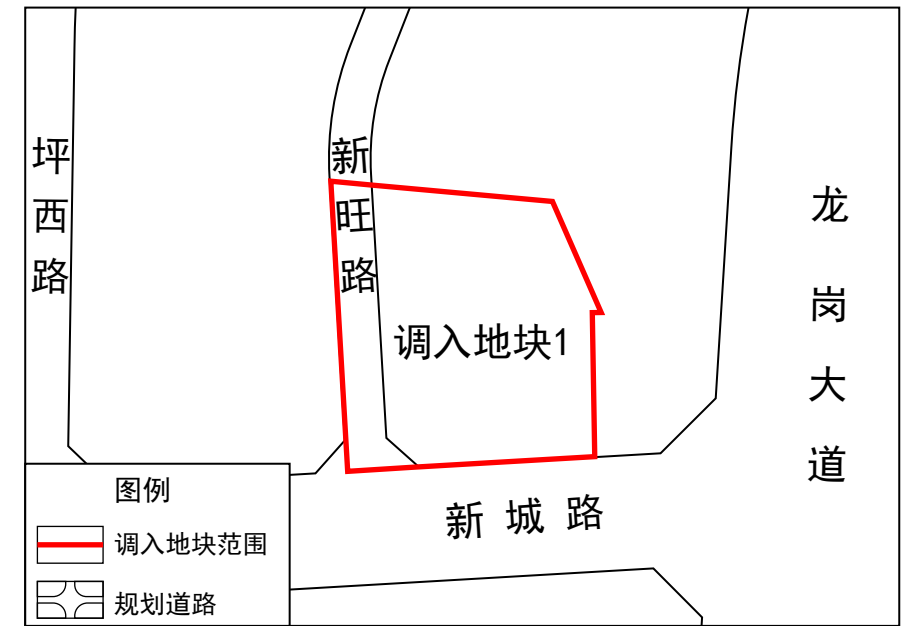 坪西路
新旺路
龙岗大道
调入地块1
新城路
图例
调入地块范围
规划道路